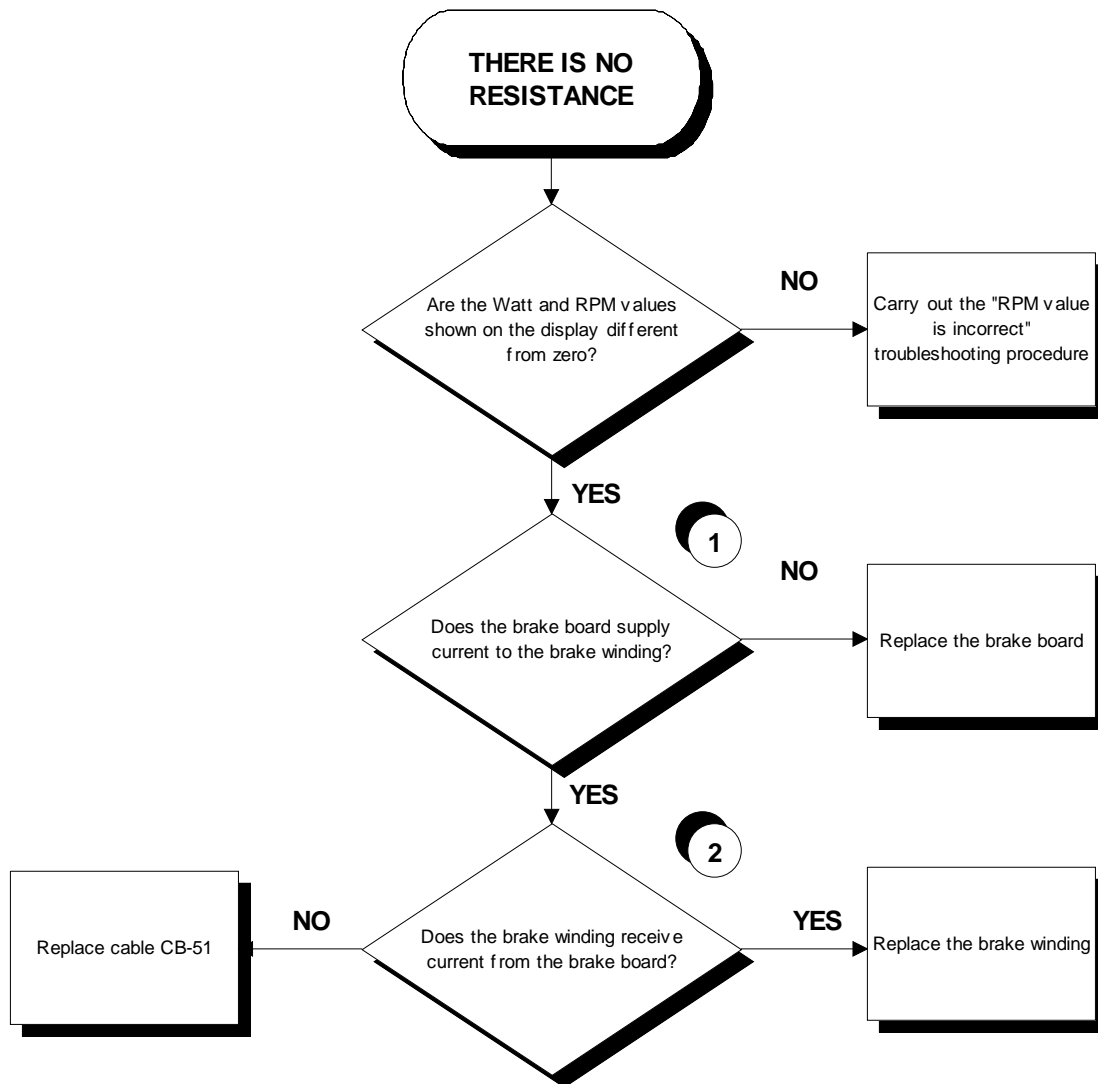 THERE IS NO
RESISTANCE
Are the Watt and RPM values
shown on the display different
from zero?
NO
Carry out the "RPM value
is incorrect"
troubleshooting procedure
YES
1
Does the brake board supply
current to the brake winding?
NO
Replace the brake board
YES
2
Replace cable CB-51
NO
Does the brake winding receive
current from the brake board?
YES
Replace the brake winding